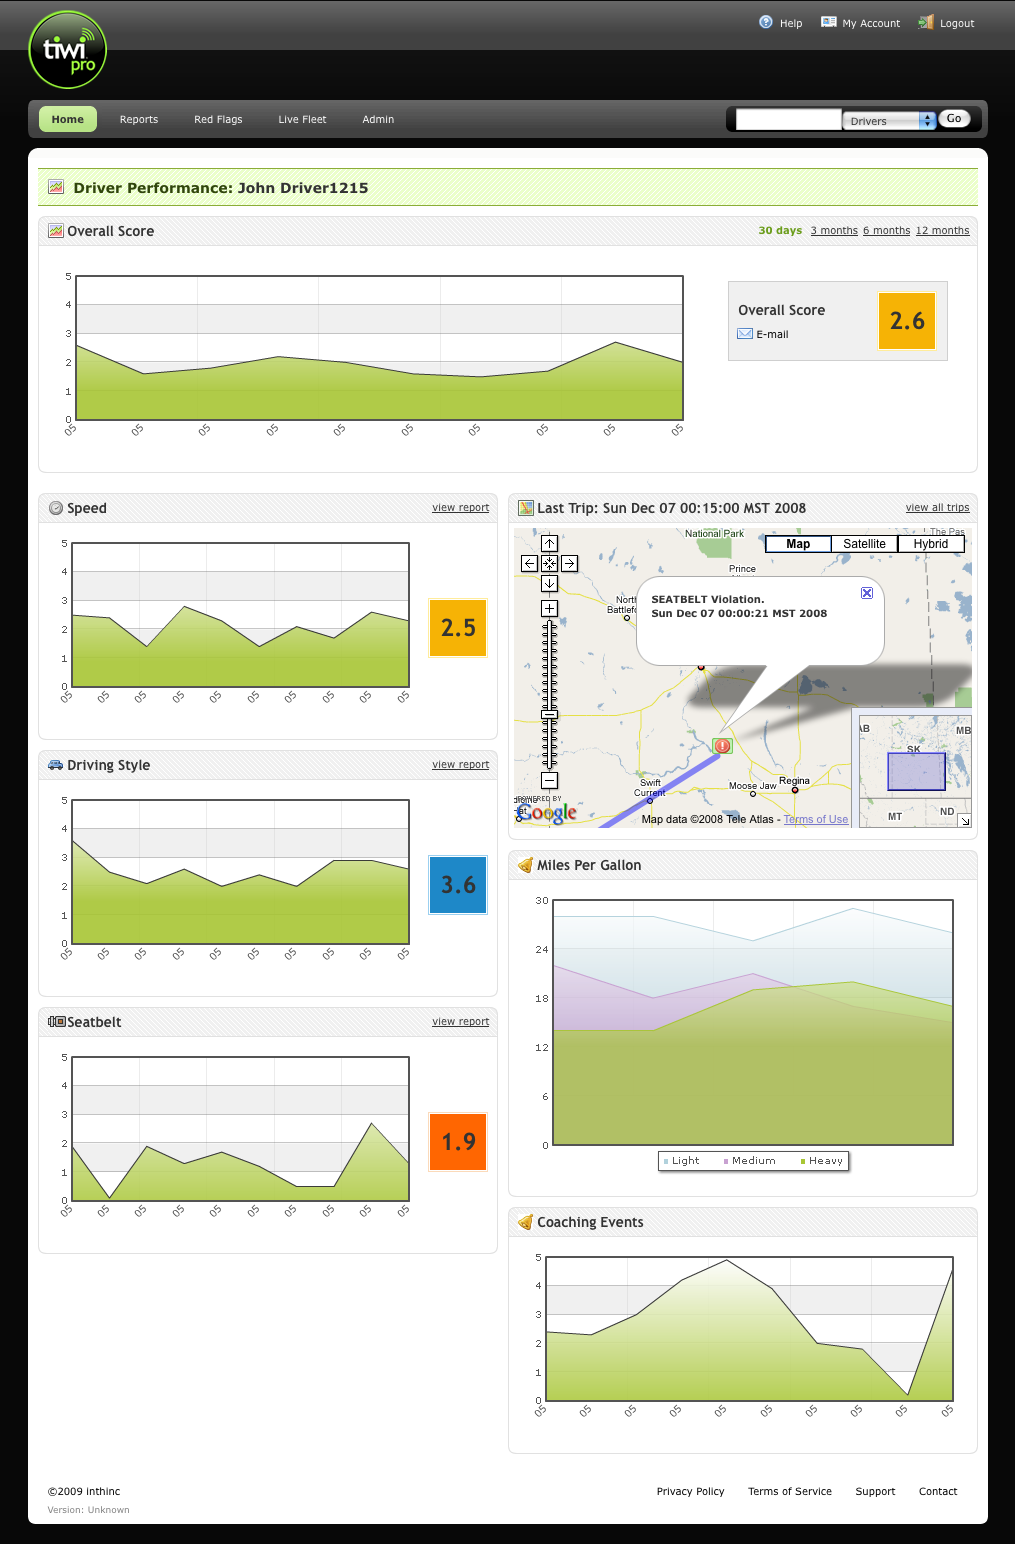 tiwi
pro
Help
My Account
Logout
Home
Reports
Red Flags
Live Fleet
Admin
Drivers
Go
Driver Performance: John Driver1215
Overall Score
30 days 3 months 6 months 12 months
5
4
3
2
1
0
05 05 05 05 05 05 05 05 05 05
Overall Score
E-mail
2.6
Speed
view report
5
4
3
2
1
0
05 05 05 05 05 05 05 05 05 05
2.5
Driving Style
view report
5
4
3
2
1
0
05 05 05 05 05 05 05 05 05 05
3.6
Seatbelt
view report
5
4
3
2
1
0
05 05 05 05 05 05 05 05 05 05
1.9
Last Trip: Sun Dec 07 00:15:00 MST 2008
view all trips
National Park
The Pas
Map
Satellite
Hybrid
Prince
SEATBELT Violation.
Sun Dec 07 00:00:21 MST 2008
Swift
Current
Moose Jaw
Regina
AB
SK
MB
MT
ND
POWERED BY
Google
Map data ©2008 Tele Atlas - Terms of Use
Miles Per Gallon
30
24
18
12
6
0
Light
Medium
Heavy
Coaching Events
5
4
3
2
1
0
05 05 05 05 05 05 05 05 05 05
©2009 inthinc
Version: Unknown
Privacy Policy
Terms of Service
Support
Contact